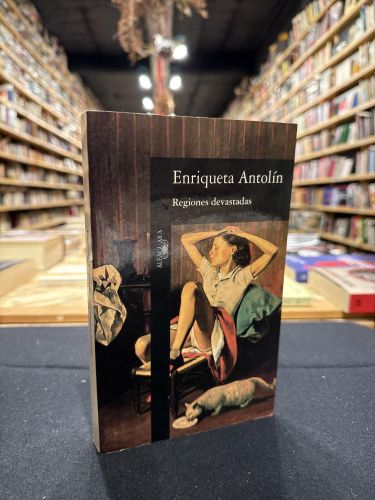 Enriqueta Antolín
Regiones devastadas
ALFAGUARA